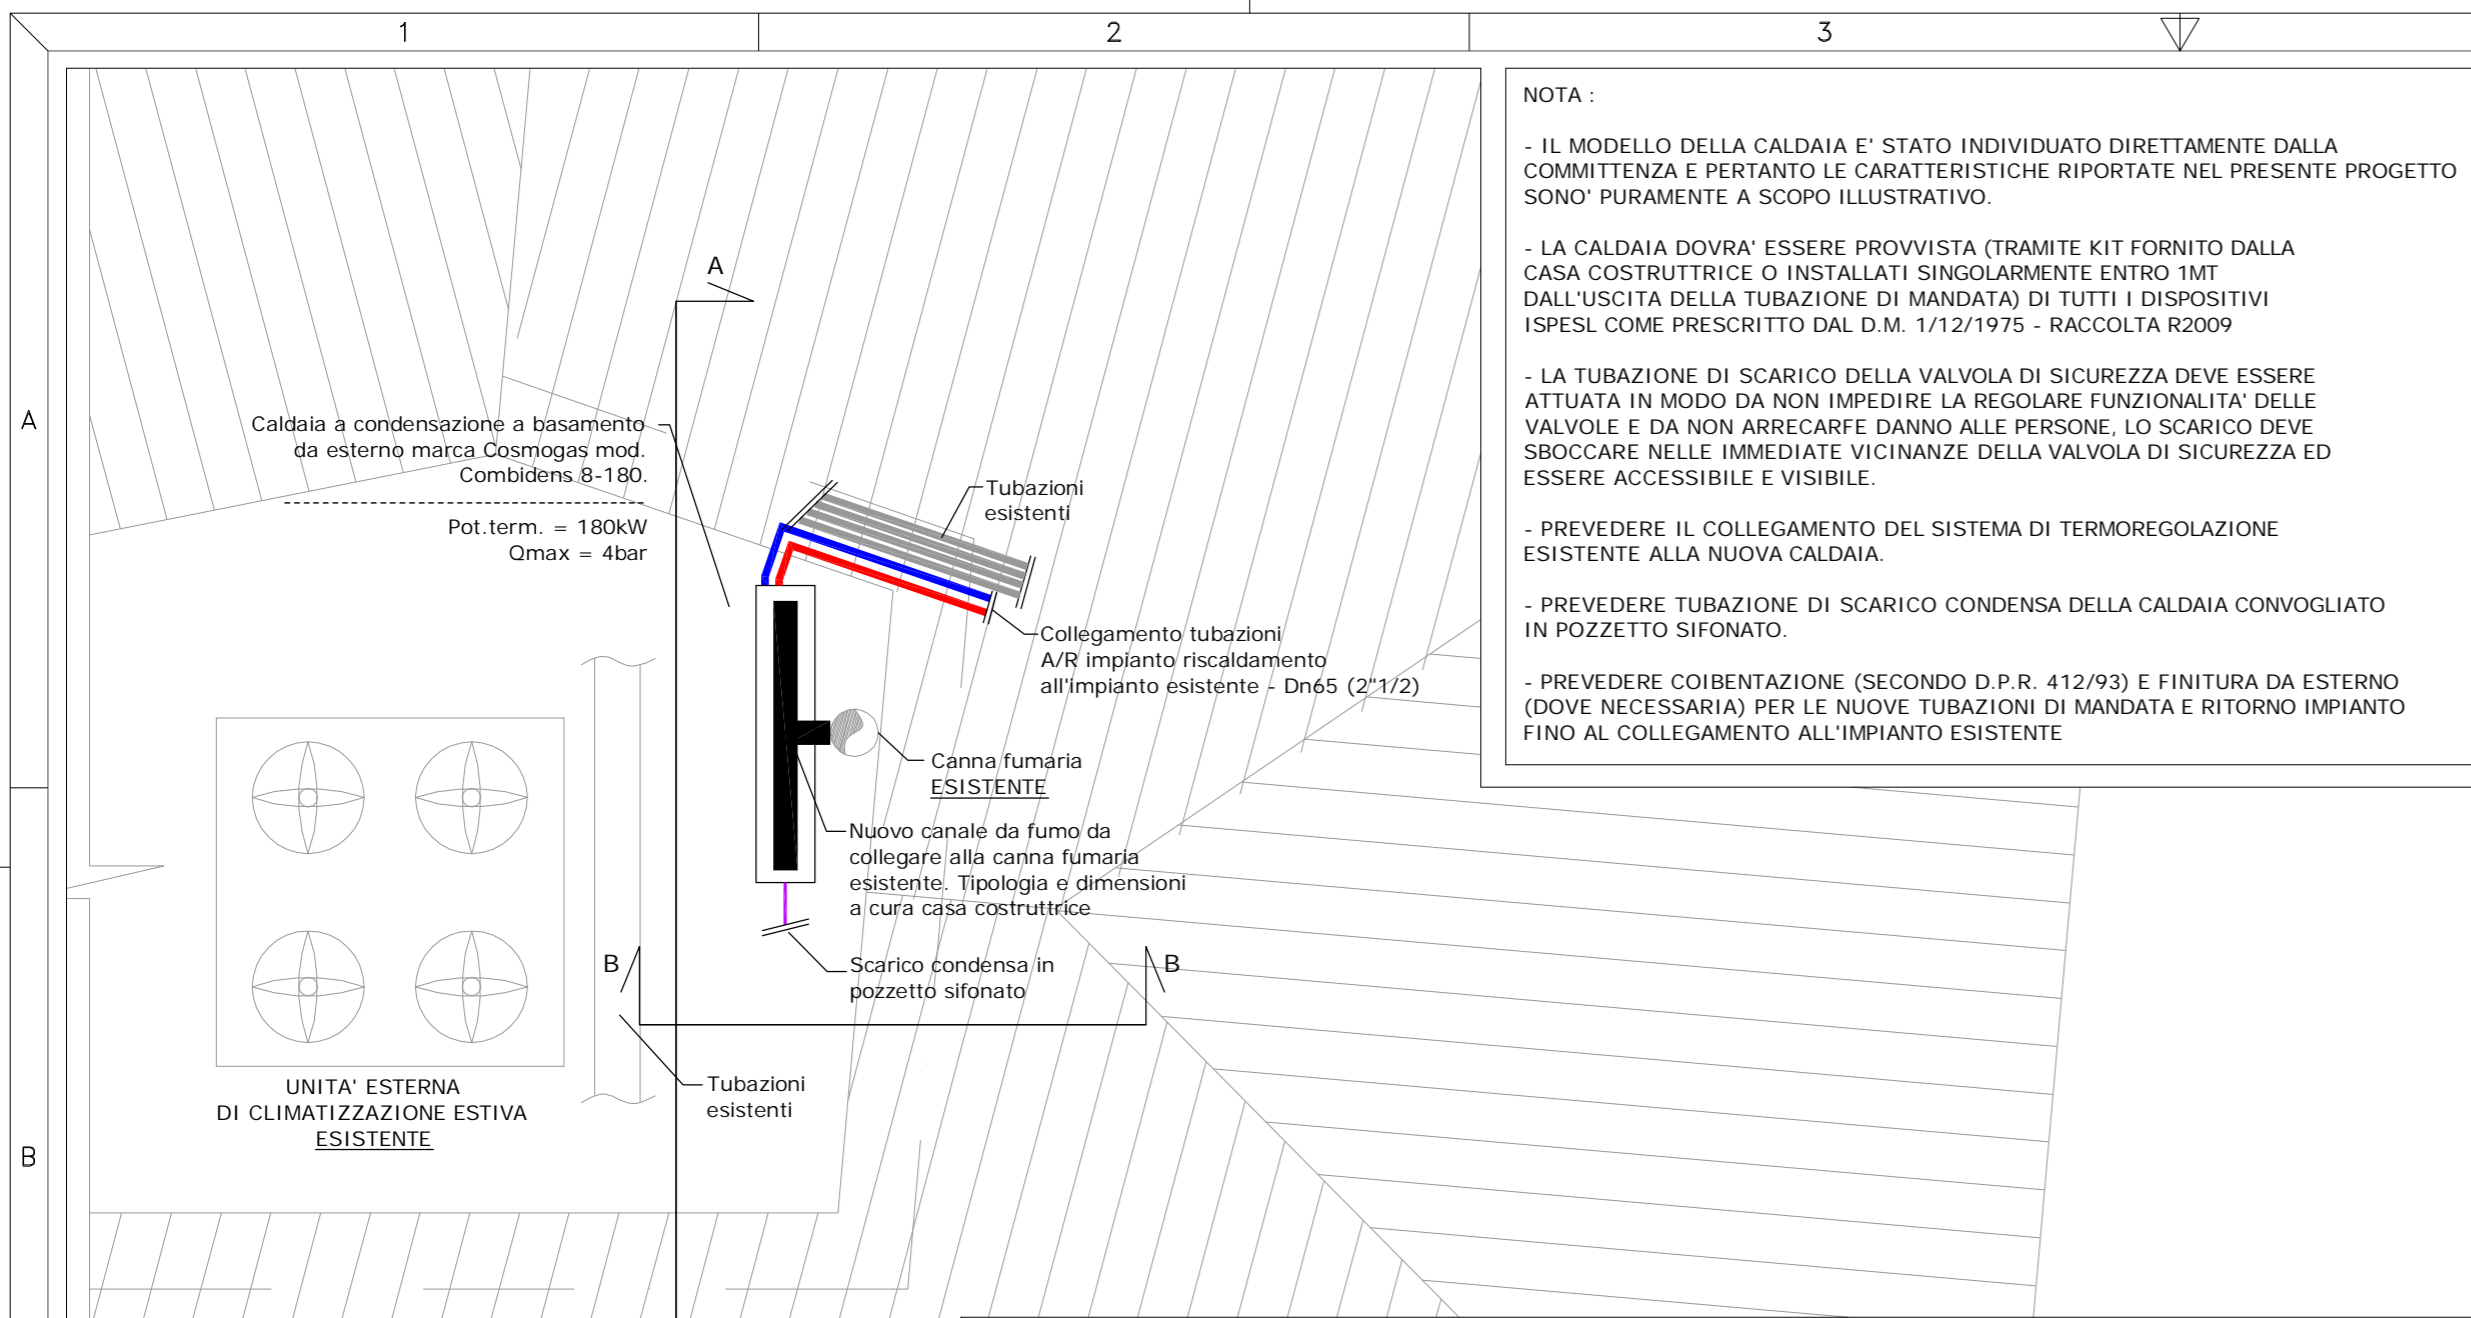 1
2
3
A
B
NOTA :
- IL MODELLO DELLA CALDAIA E' STATO INDIVIDUATO DIRETTAMENTE DALLA
COMMITTENZA E PERTANTO LE CARATTERISTICHE RIPORTATE NEL PRESENTE PROGETTO
SONO' PURAMENTE A SCOPO ILLUSTRATIVO.
- LA CALDAIA DOVRA' ESSERE PROVVISTA (TRAMITE KIT FORNITO DALLA
CASA COSTRUTTRICE O INSTALLATI SINGOLARMENTE ENTRO 1MT
DALL'USCITA DELLA TUBAZIONE DI MANDATA) DI TUTTI I DISPOSITIVI
ISPESL COME PRESCRITTO DAL D.M. 1/12/1975 - RACCOLTA R2009
- LA TUBAZIONE DI SCARICO DELLA VALVOLA DI SICUREZZA DEVE ESSERE
ATTUATA IN MODO DA NON IMPEDIRE LA REGOLARE FUNZIONALITA' DELLE
VALVOLE E DA NON ARRECARFE DANNO ALLE PERSONE, LO SCARICO DEVE
SBOCCARE NELLE IMMEDIATE VICINANZE DELLA VALVOLA DI SICUREZZA ED
ESSERE ACCESSIBILE E VISIBILE.
- PREVEDERE IL COLLEGAMENTO DEL SISTEMA DI TERMOREGOLAZIONE
ESISTENTE ALLA NUOVA CALDAIA.
- PREVEDERE TUBAZIONE DI SCARICO CONDENSA DELLA CALDAIA CONVOGLIATO
IN POZZETTO SIFONATO.
- PREVEDERE COIBENTAZIONE (SECONDO D.P.R. 412/93) E FINITURA DA ESTERNO
(DOVE NECESSARIA) PER LE NUOVE TUBAZIONI DI MANDATA E RITORNO IMPIANTO
FINO AL COLLEGAMENTO ALL'IMPIANTO ESISTENTE
A
Caldaia a condensazione a basamento
da esterno marca Cosmogas mod.
Combidens 8-180.
Pot.term. = 180kW
Qmax = 4bar
Tubazioni
esistenti
Collegamento tubazioni
A/R impianto riscaldamento
all'impianto esistente - Dn65 (2"1/2)
Canna fumaria
ESISTENTE
Nuovo canale da fumo da
collegare alla canna fumaria
esistente. Tipologia e dimensioni
a cura casa costruttrice
Scarico condensa in
pozzetto sifonato
B
B
Tubazioni
esistenti
UNITA' ESTERNA
DI CLIMATIZZAZIONE ESTIVA
ESISTENTE